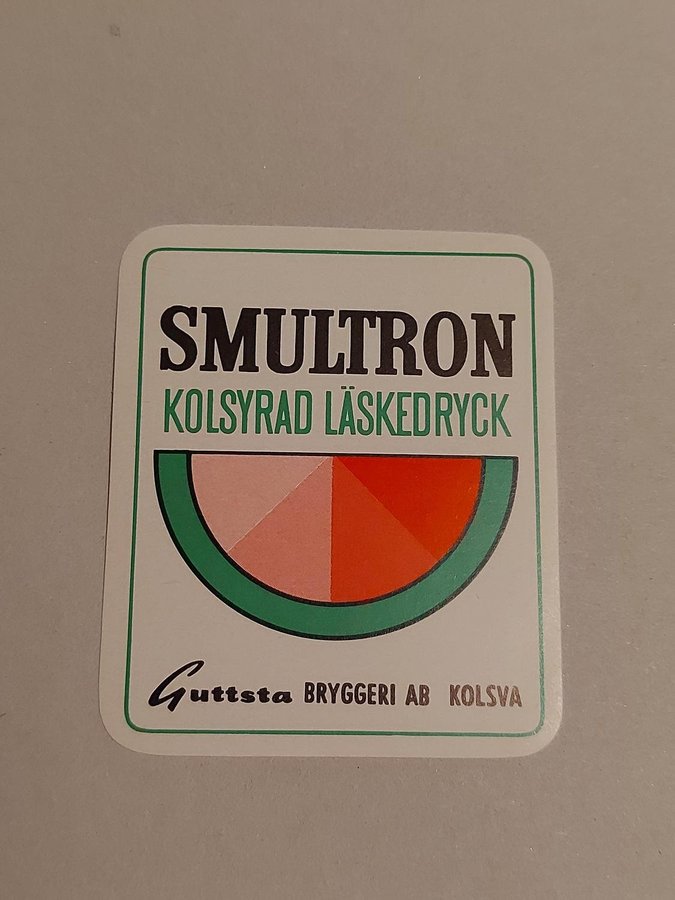 SMULTRON
KOLSYRAD LÄSKEDRYCK
Guttsta BRYGGERI AB KOLSVA